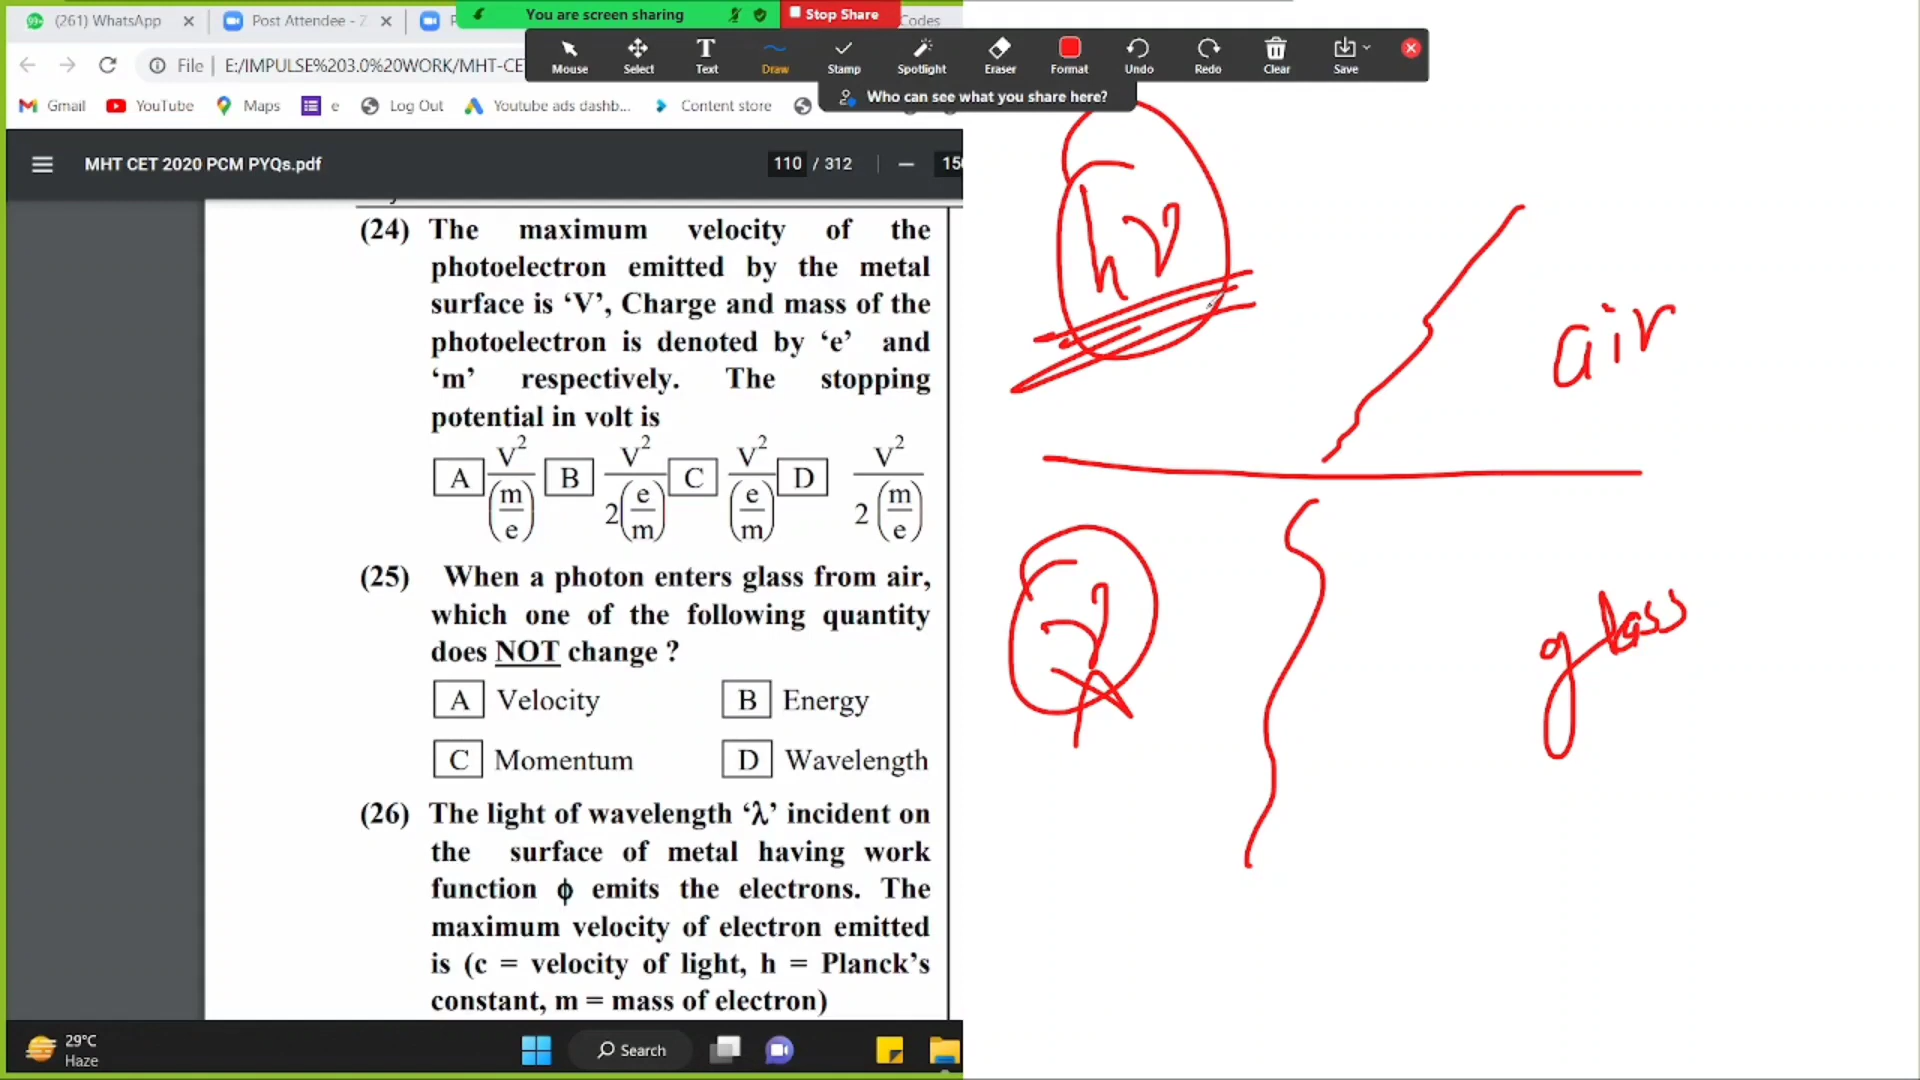 (261) WhatsApp
Post Attendee - Z
You are screen sharing
Stop Share
Codes
File
E:/IMPULSE%203.0%20WORK/MHT-CE
Mouse
Select
Text
Draw
Stamp
Spotlight
Eraser
Format
Undo
Redo
Clear
Save
Who can see what you share here?
Gmail
YouTube
Maps
e
Log Out
Youtube ads dashb...
Content store
MHT CET 2020 PCM PYQs.pdf
110 / 312
(24) The maximum velocity of the
photoelectron emitted by the metal
surface is ‘V’, Charge and mass of the
photoelectron is denoted by ‘e’ and
‘m’ respectively. The stopping
potential in volt is
A V²/(m/e) B V²/2(e/m) C V²/(e/m) D V²/2(m/e)
(25) When a photon enters glass from air,
which one of the following quantity
does NOT change ?
A Velocity B Energy
C Momentum D Wavelength
(26) The light of wavelength ‘λ’ incident on
the surface of metal having work
function ϕ emits the electrons. The
maximum velocity of electron emitted
is (c = velocity of light, h = Planck’s
constant, m = mass of electron)
hν
air
glass
29°C
Haze
Search